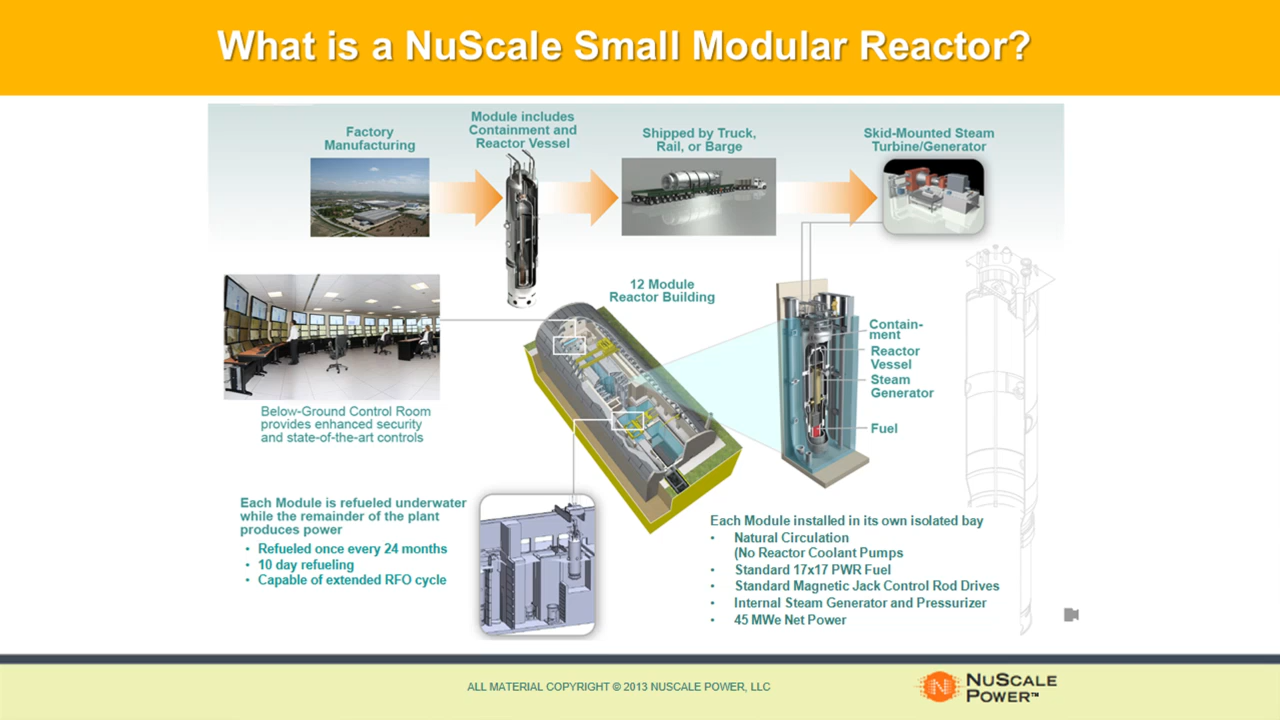 What is a NuScale Small Modular Reactor?
Factory
Manufacturing
Module includes
Containment and
Reactor Vessel
Shipped by Truck,
Rail, or Barge
Skid-Mounted Steam
Turbine/Generator
12 Module
Reactor Building
Contain-
ment
Reactor
Vessel
Steam
Generator
Fuel
Below-Ground Control Room
provides enhanced security
and state-of-the-art controls
Each Module is refueled underwater
while the remainder of the plant
produces power
• Refueled once every 24 months
• 10 day refueling
• Capable of extended RFO cycle
Each Module installed in its own isolated bay
• Natural Circulation
(No Reactor Coolant Pumps
• Standard 17x17 PWR Fuel
• Standard Magnetic Jack Control Rod Drives
• Internal Steam Generator and Pressurizer
• 45 MWe Net Power
ALL MATERIAL COPYRIGHT © 2013 NUSCALE POWER, LLC
NUSCALE
POWER™